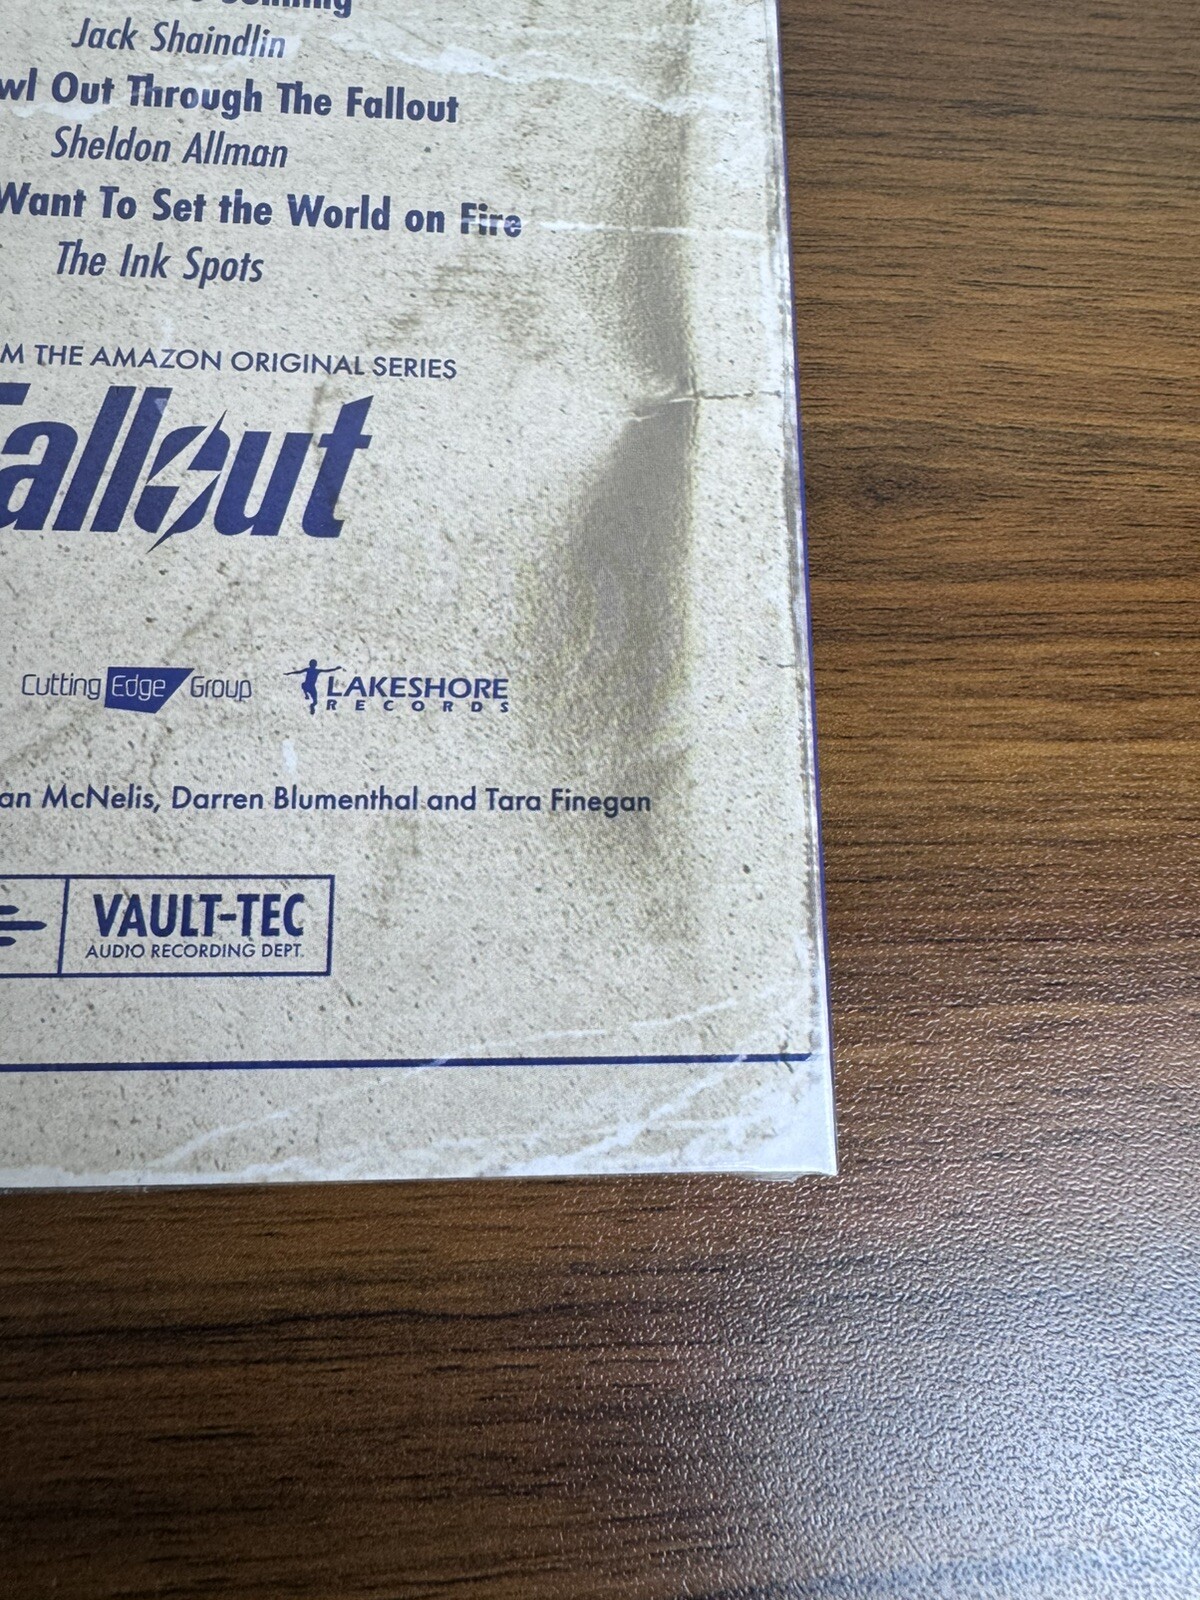 Jack Shaindlin
wl Out Through The Fallout
Sheldon Allman
Want To Set the World on Fire
The Ink Spots
M THE AMAZON ORIGINAL SERIES
Fallout
Cutting Edge Group
LAKESHORE
RECORDS
an McNelis, Darren Blumenthal and Tara Finegan
VAULT-TEC
AUDIO RECORDING DEPT.